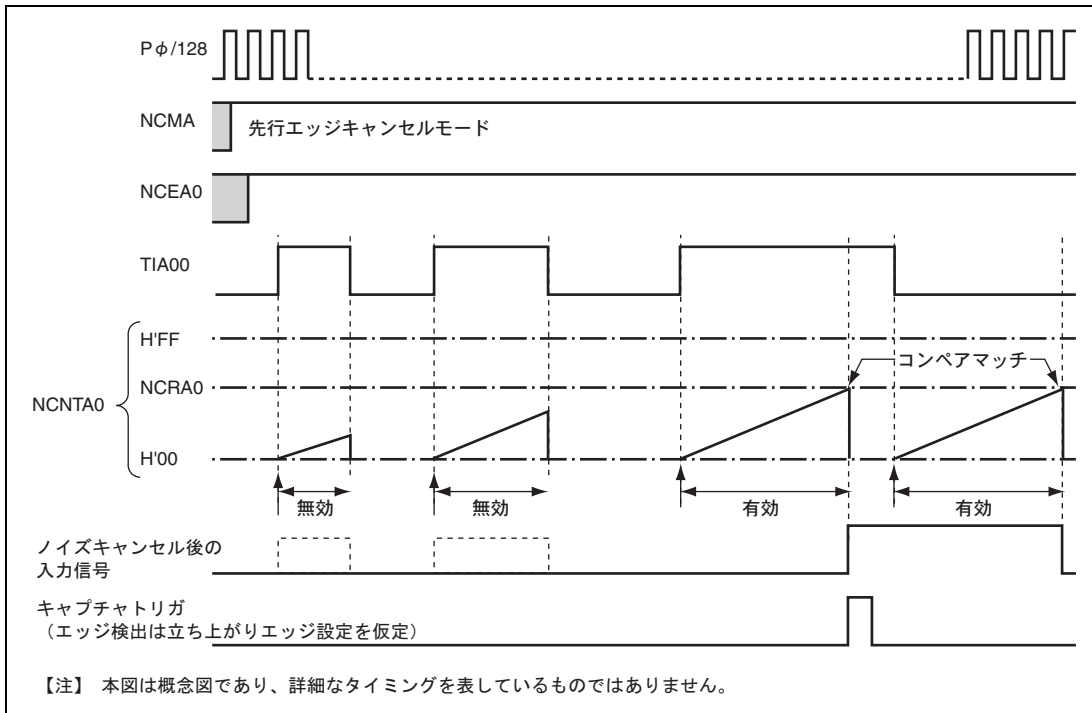 Pφ/128
NCMA
先行エッジキャンセルモード
NCEA0
TIA00
H'FF
コンペアマッチ
NCRA0
NCNTA0
H'00
無効 無効 有効 有効
ノイズキャンセル後の
入力信号
キャプチャトリガ
（エッジ検出は立ち上がりエッジ設定を仮定）
【注】 本図は概念図であり、詳細なタイミングを表しているものではありません。